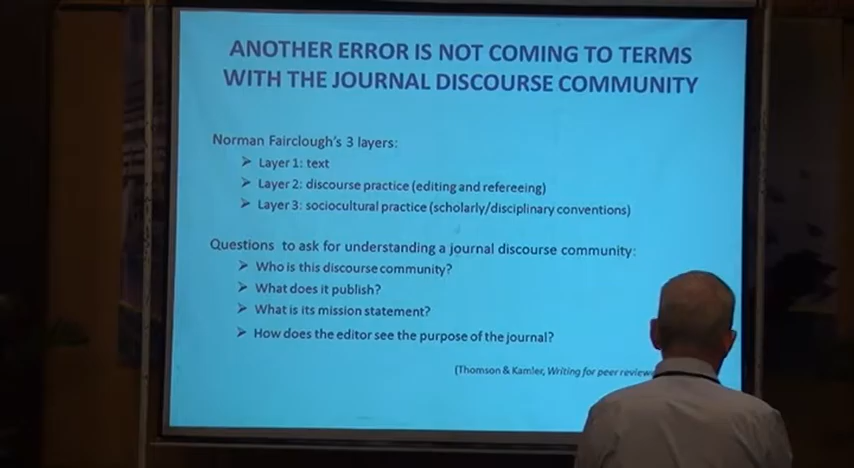 ANOTHER ERROR IS NOT COMING TO TERMS
WITH THE JOURNAL DISCOURSE COMMUNITY
Norman Fairclough's 3 layers:
➤ Layer 1: text
➤ Layer 2: discourse practice (editing and refereeing)
➤ Layer 3: sociocultural practice (scholarly/disciplinary conventions)
Questions to ask for understanding a journal discourse community:
➤ Who is this discourse community?
➤ What does it publish?
➤ What is its mission statement?
➤ How does the editor see the purpose of the journal?
(Thomson & Kamler, Writing for peer